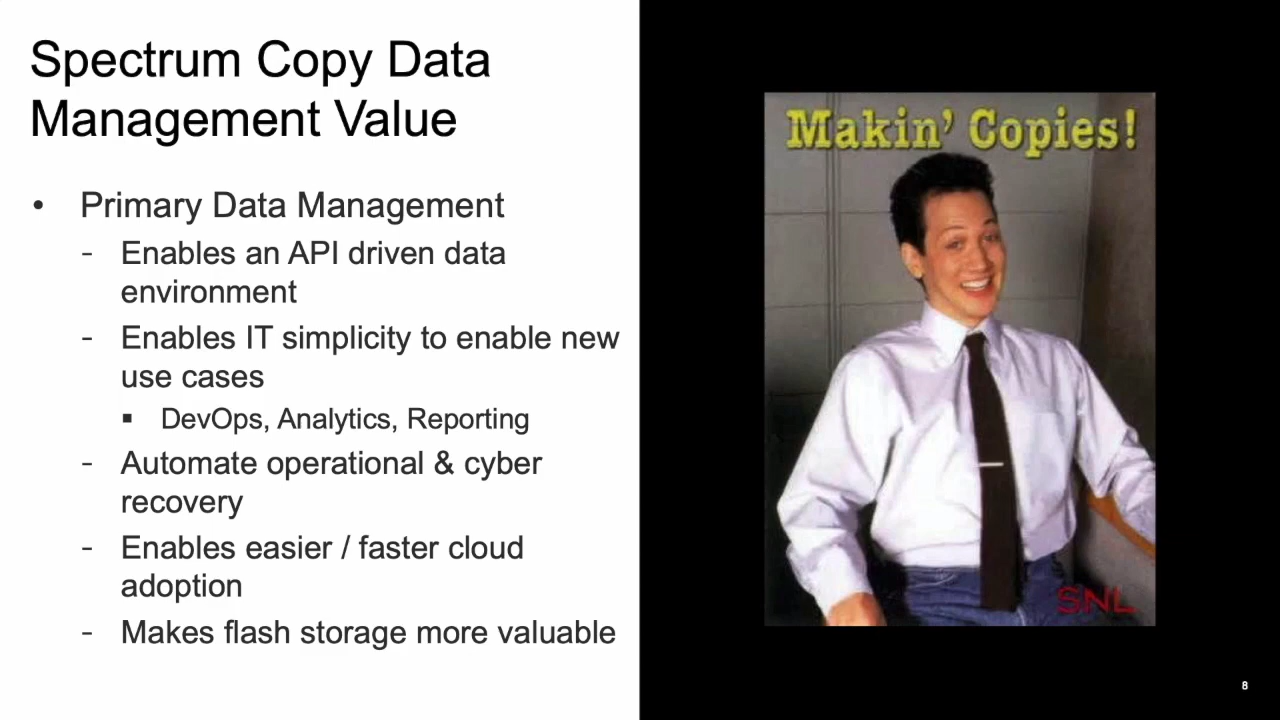 Spectrum Copy Data
Management Value
• Primary Data Management
- Enables an API driven data
environment
- Enables IT simplicity to enable new
use cases
▪ DevOps, Analytics, Reporting
- Automate operational & cyber
recovery
- Enables easier / faster cloud
adoption
- Makes flash storage more valuable
Makin' Copies!
SNL
8